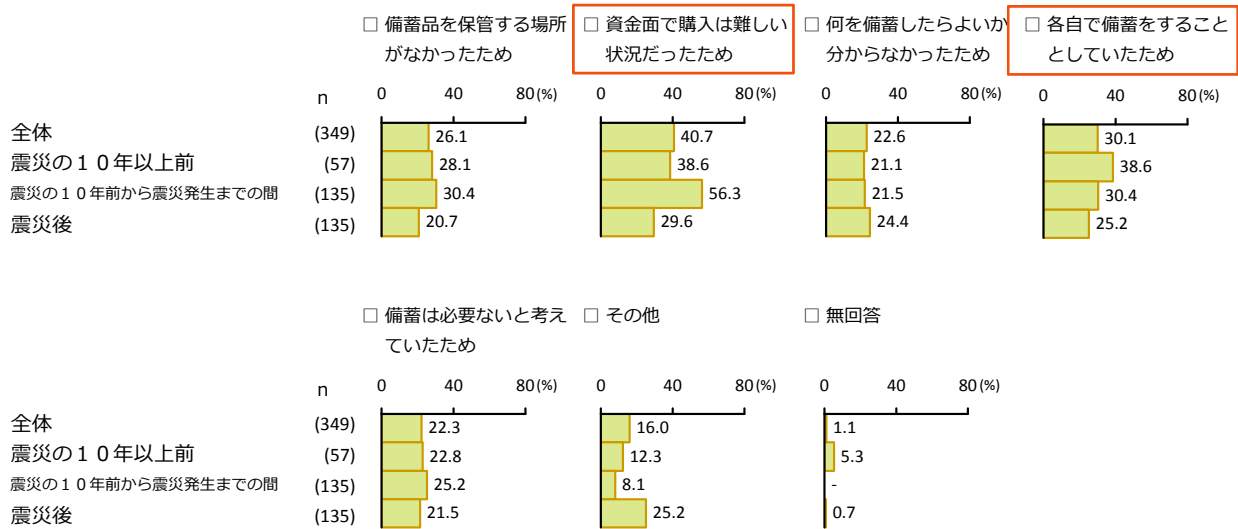 □ 備蓄品を保管する場所 □ 資金面で購入は難しい □ 何を備蓄したらよいか □ 各自で備蓄をすること
がなかったため 状況だったため 分からなかったため としていたため
n 0 40 80(%) 0 40 80(%) 0 40 80(%) 0 40 80(%)
全体 (349) 26.1 40.7 22.6 30.1
震災の１０年以上前 (57) 28.1 38.6 21.1 38.6
震災の１０年前から震災発生までの間 (135) 30.4 56.3 21.5 30.4
震災後 (135) 20.7 29.6 24.4 25.2
□ 備蓄は必要ないと考え □ その他 □ 無回答
ていたため
n 0 40 80(%) 0 40 80(%) 0 40 80(%)
全体 (349) 22.3 16.0 1.1
震災の１０年以上前 (57) 22.8 12.3 5.3
震災の１０年前から震災発生までの間 (135) 25.2 8.1 -
震災後 (135) 21.5 25.2 0.7